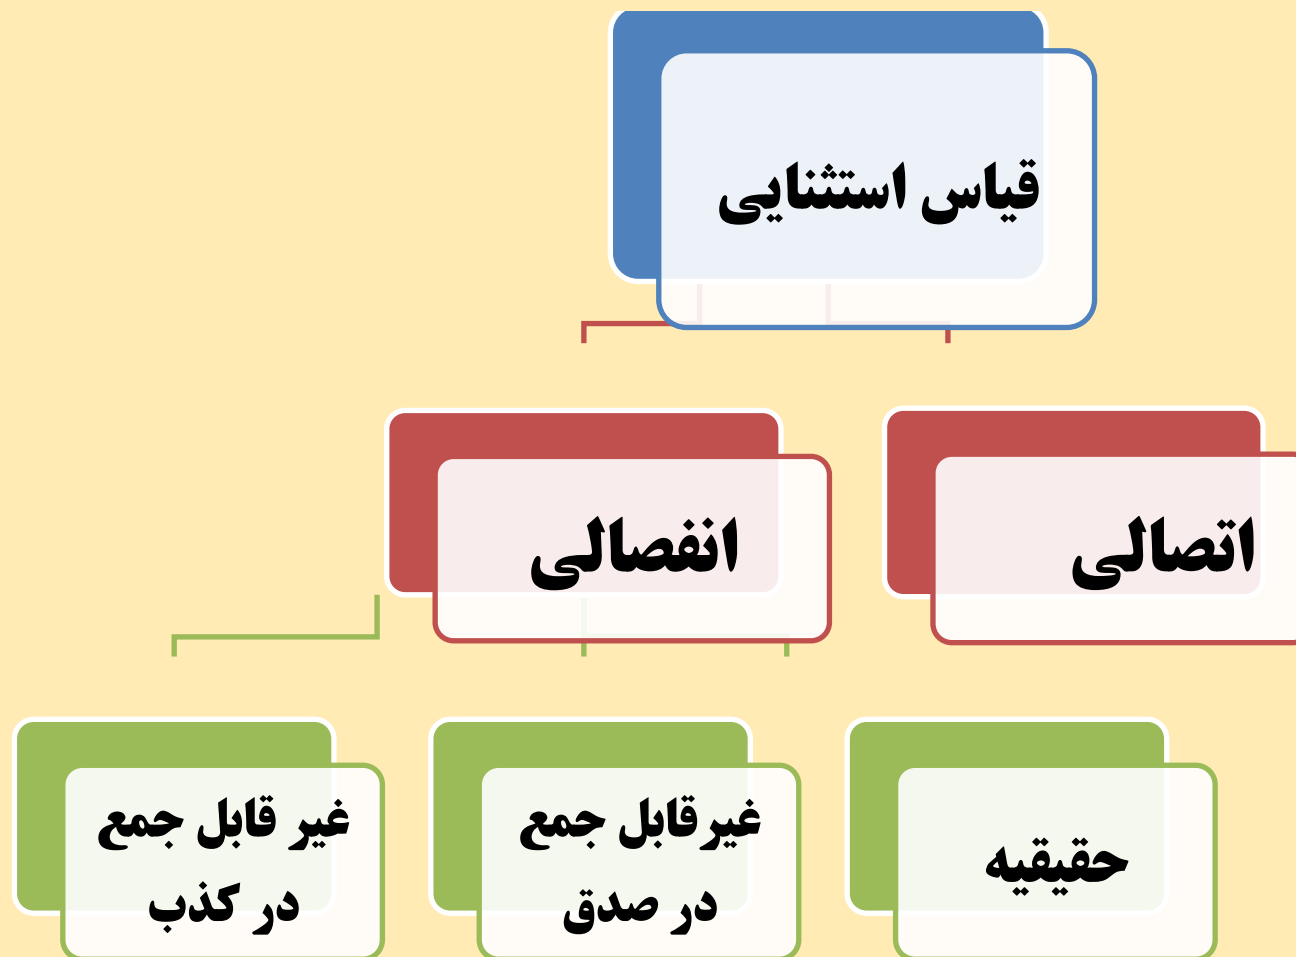 قیاس استثنایی
اتصالی
انفصالی
حقیقیه
غیرقابل جمع
در صدق
غیر قابل جمع
در کذب